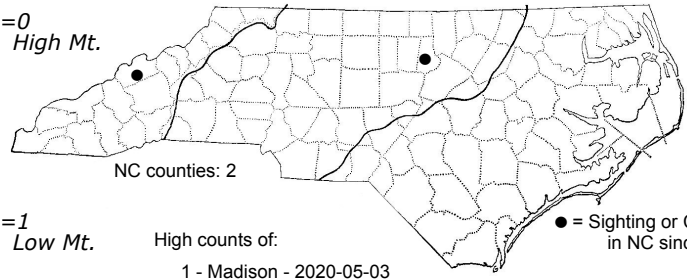 =0
High Mt.
NC counties: 2
=1
Low Mt.
High counts of:
1 - Madison - 2020-05-03
● = Sighting or
in NC